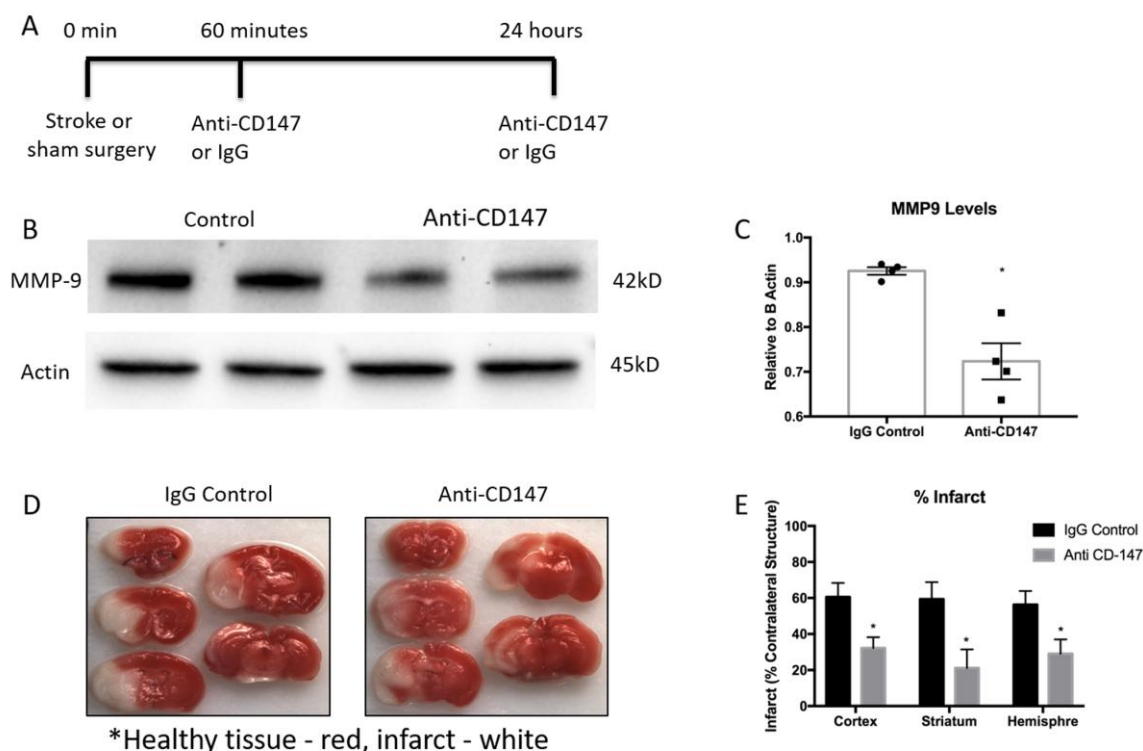 A
0 min 60 minutes 24 hours
Stroke or
sham surgery
Anti-CD147
or IgG
Anti-CD147
or IgG
B
Control Anti-CD147
MMP-9 42kD
Actin 45kD
C
MMP9 Levels
Relative to B Actin
1.0
0.9
0.8
0.7
0.6
*
IgG Control Anti-CD147
D
IgG Control Anti-CD147
*Healthy tissue - red, infarct - white
E
% Infarct
Infarct (% Contralateral Structure)
100
80
60
40
20
0
IgG Control
Anti CD-147
* * *
Cortex Striatum Hemisphre